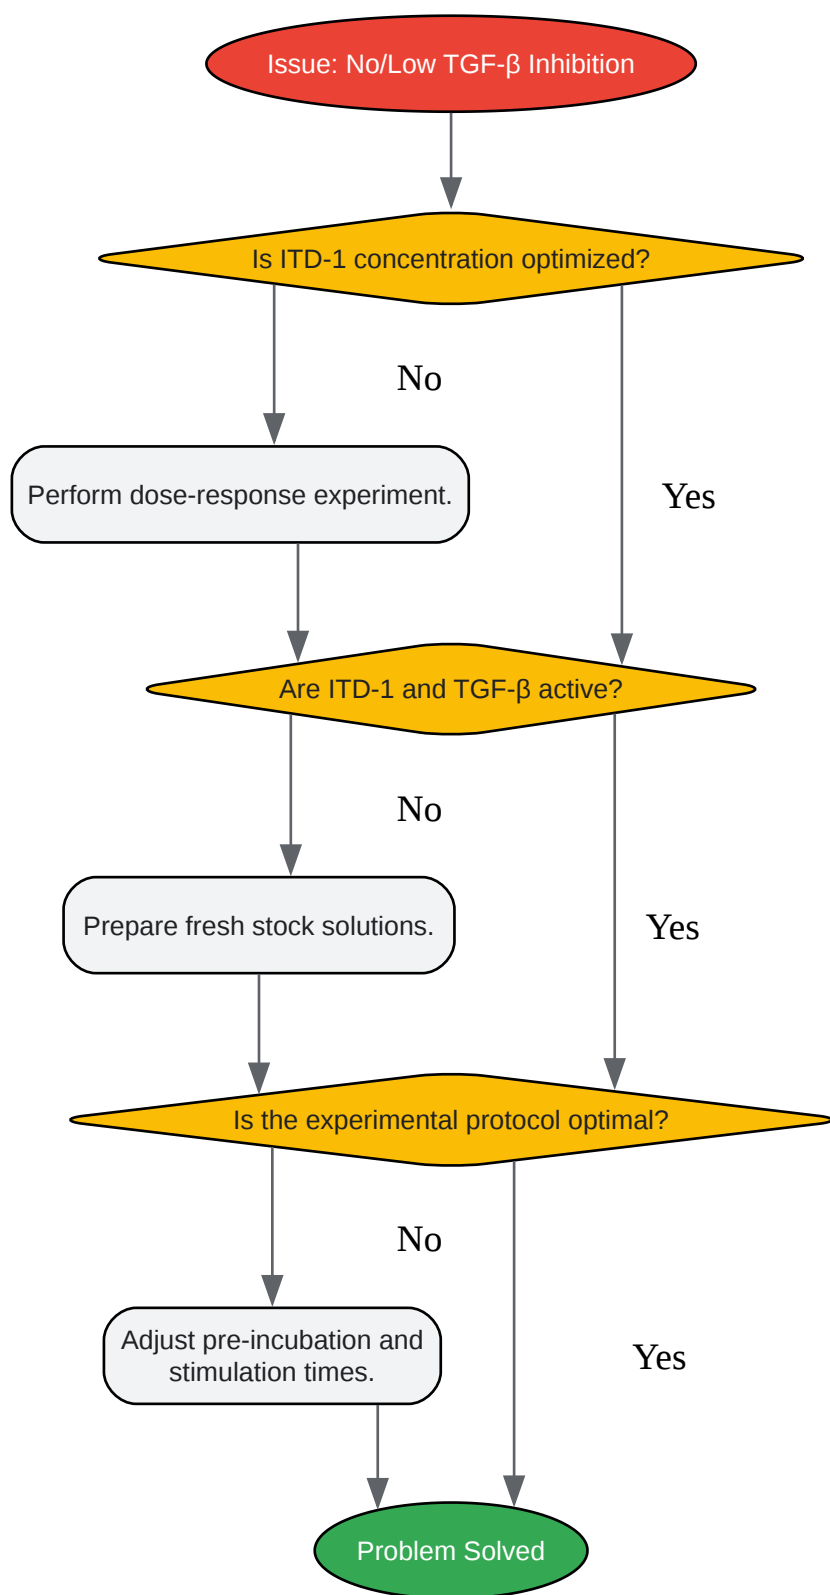 Issue: No/Low TGF-β Inhibition
Is ITD-1 concentration optimized?
No
Perform dose-response experiment.
Yes
Are ITD-1 and TGF-β active?
No
Prepare fresh stock solutions.
Yes
Is the experimental protocol optimal?
No
Adjust pre-incubation and
stimulation times.
Yes
Problem Solved